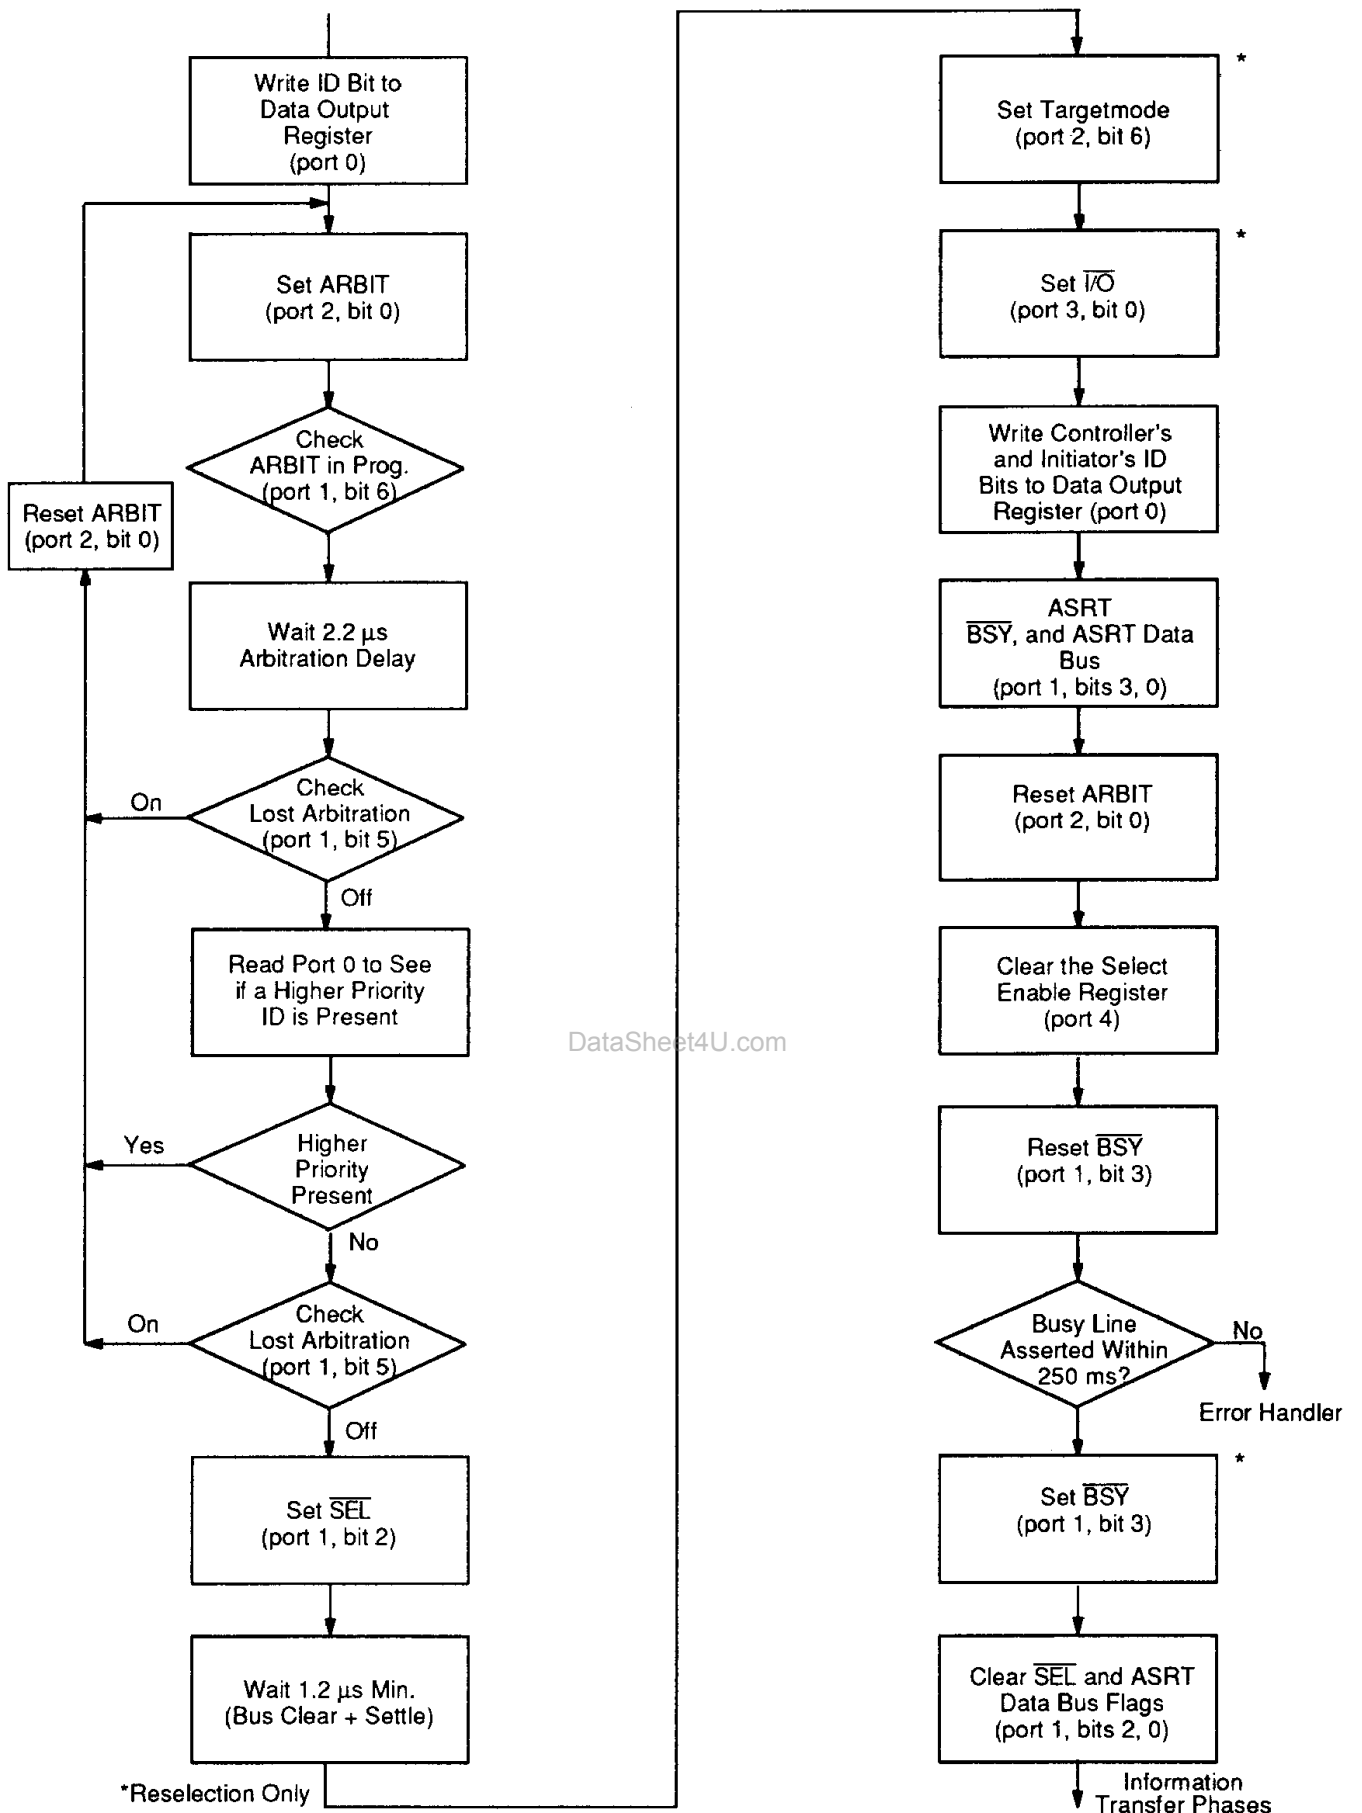 Write ID Bit to
Data Output
Register
(port 0)
Set ARBIT
(port 2, bit 0)
Check
ARBIT in Prog.
(port 1, bit 6)
Reset ARBIT
(port 2, bit 0)
Wait 2.2 µs
Arbitration Delay
Check
Lost Arbitration
(port 1, bit 5)
On
Off
Read Port 0 to See
if a Higher Priority
ID is Present
Higher
Priority
Present
Yes
No
Check
Lost Arbitration
(port 1, bit 5)
On
Off
Set S̅E̅L̅
(port 1, bit 2)
Wait 1.2 µs Min.
(Bus Clear + Settle)
*Reselection Only
DataSheet4U.com
*
Set Targetmode
(port 2, bit 6)
*
Set I̅/̅O̅
(port 3, bit 0)
Write Controller's
and Initiator's ID
Bits to Data Output
Register (port 0)
ASRT
B̅S̅Y̅, and ASRT Data
Bus
(port 1, bits 3, 0)
Reset ARBIT
(port 2, bit 0)
Clear the Select
Enable Register
(port 4)
Reset B̅S̅Y̅
(port 1, bit 3)
Busy Line
Asserted Within
250 ms?
No
Error Handler
*
Set B̅S̅Y̅
(port 1, bit 3)
Clear S̅E̅L̅ and ASRT
Data Bus Flags
(port 1, bits 2, 0)
Information
Transfer Phases